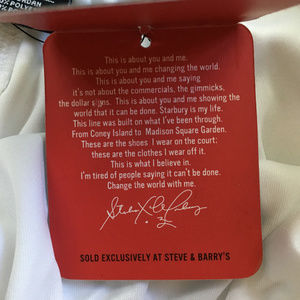 This is about you and me.
This is about you and me changing the world.
This is about you and me saying
it's not about the commercials, the gimmicks,
the dollar signs. This is about you and me showing
world that it can be done. Starbury is my life.
This line was built on what I've been through.
From Coney Island to Madison Square Garden.
These are the shoes I wear on the court;
these are the clothes I wear off it.
This is what I believe in.
I'm tired of people saying it can't be done.
Change the world with me.
SOLD EXCLUSIVELY AT STEVE & BARRY'S